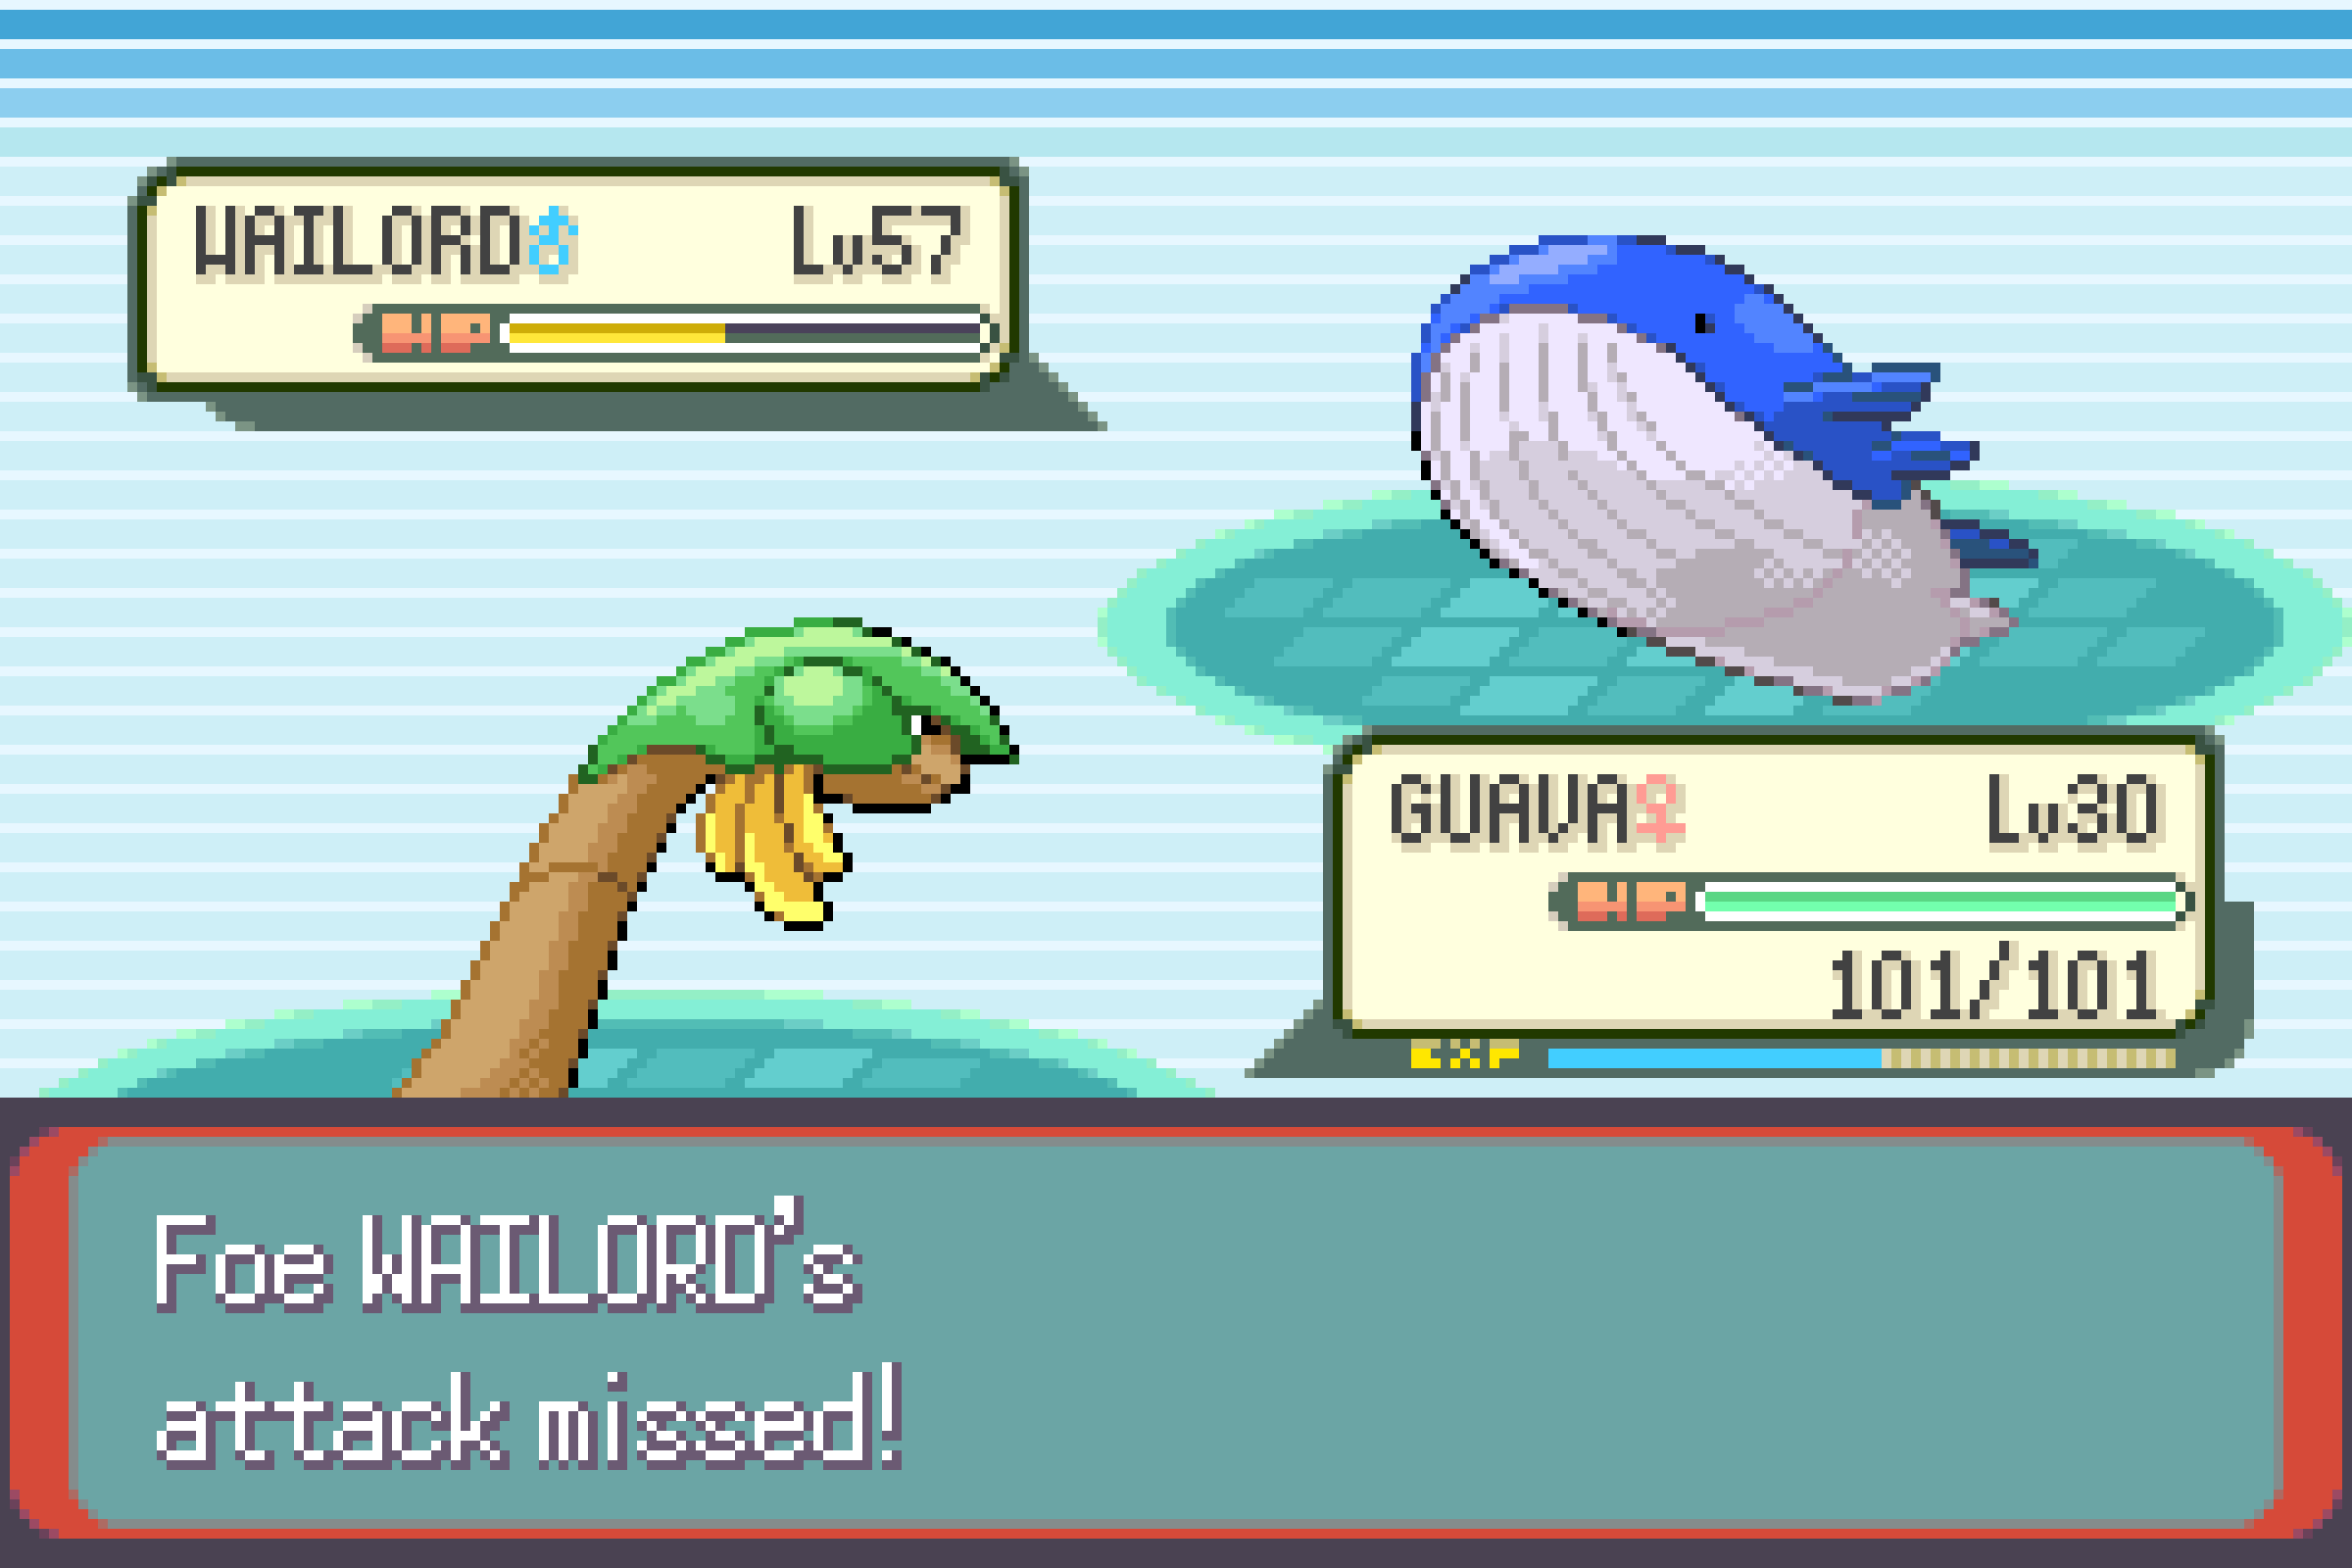 WAILORD♂ Lv57
HP
GUAVA♀ Lv30
HP
101/101
EXP
Foe WAILORD's
attack missed!